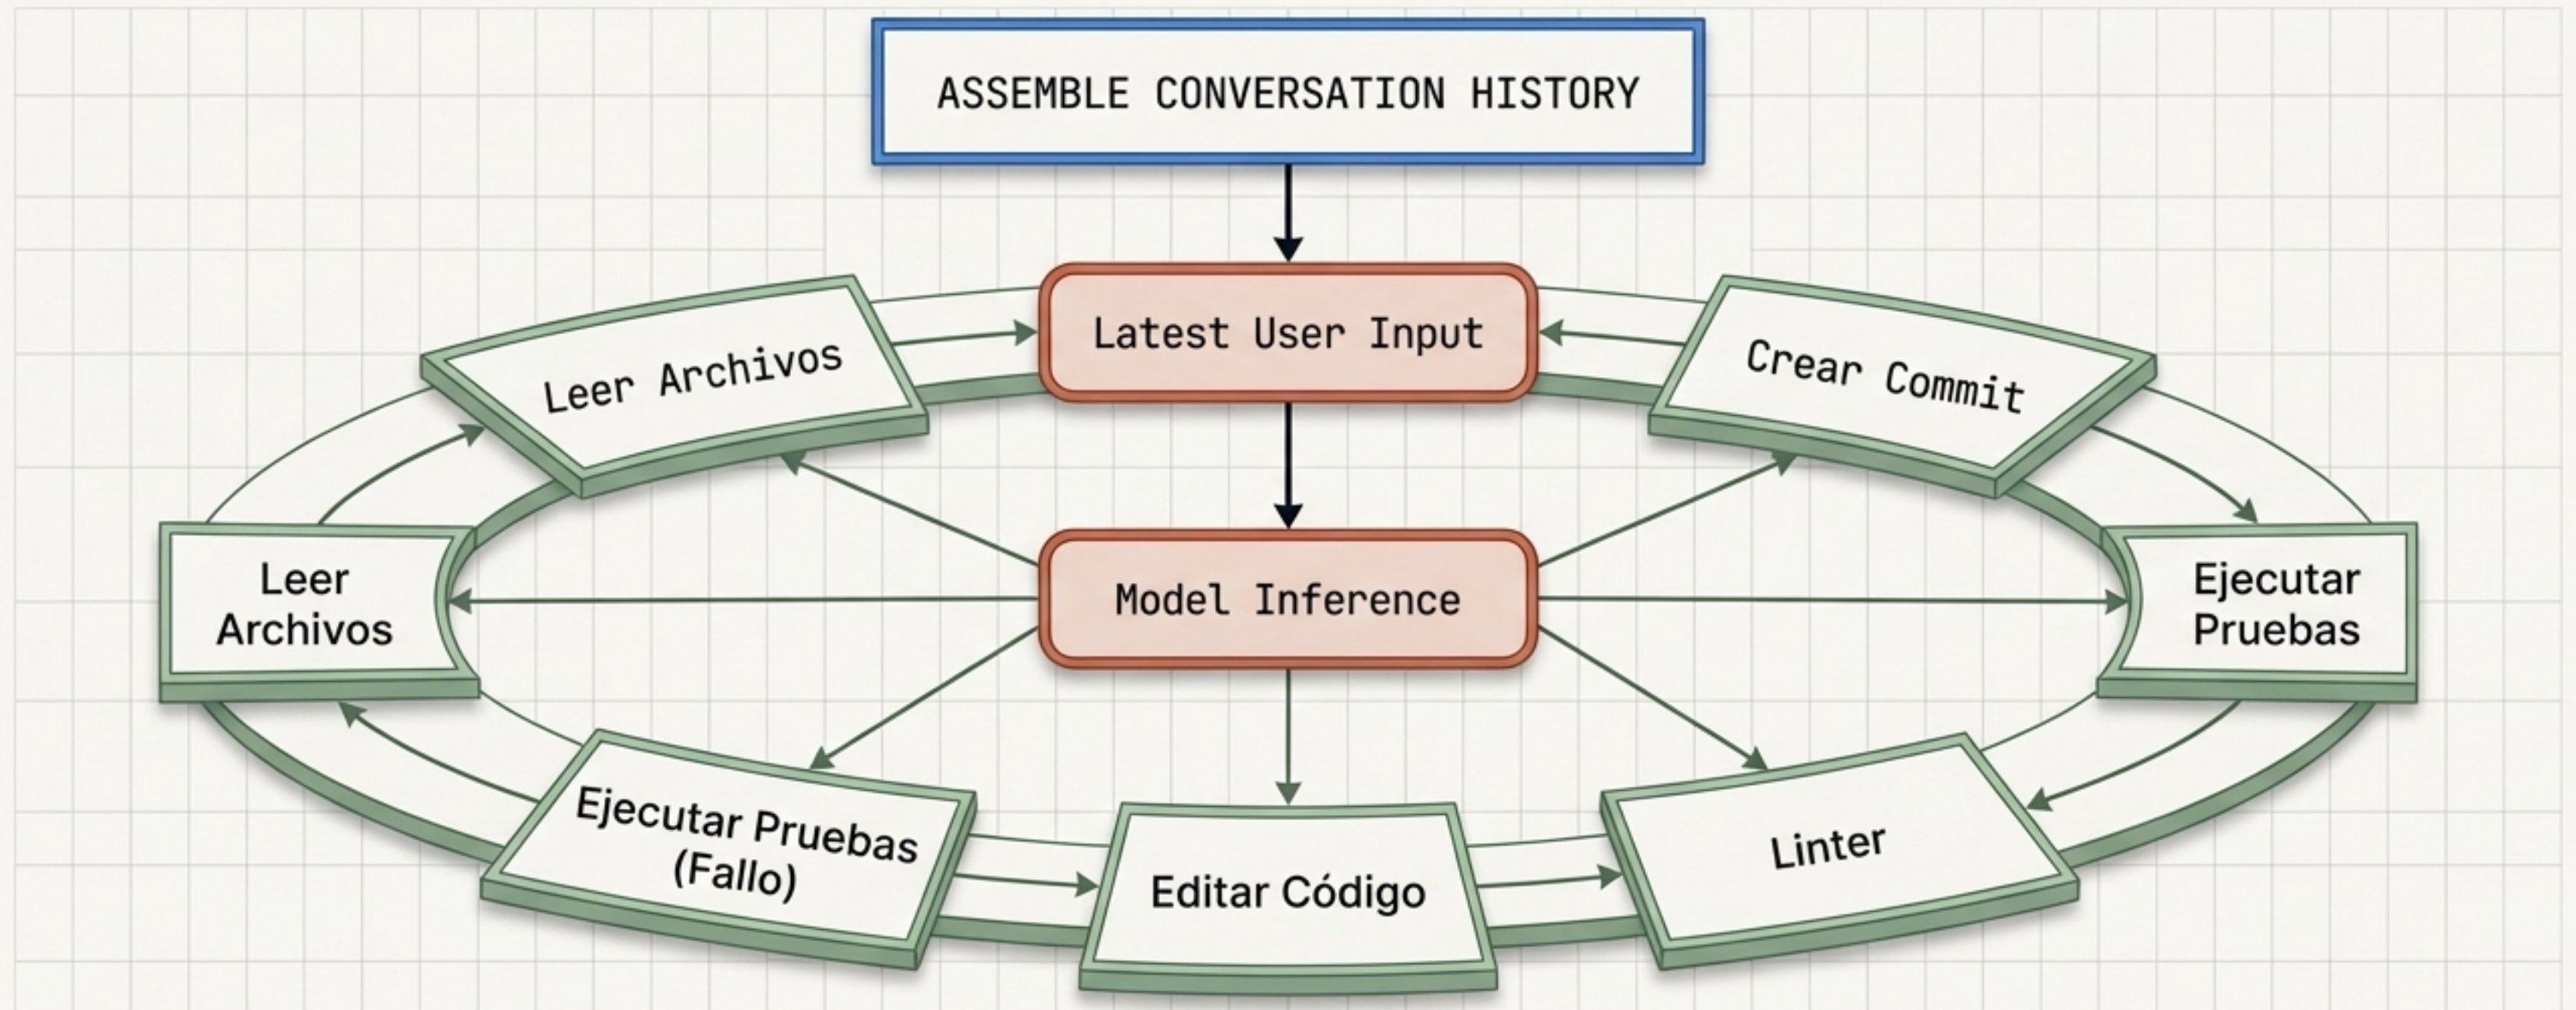 ASSEMBLE CONVERSATION HISTORY
Latest User Input
Leer Archivos
Crear Commit
Leer
Archivos
Model Inference
Ejecutar
Pruebas
Ejecutar Pruebas
(Fallo)
Editar Código
Linter